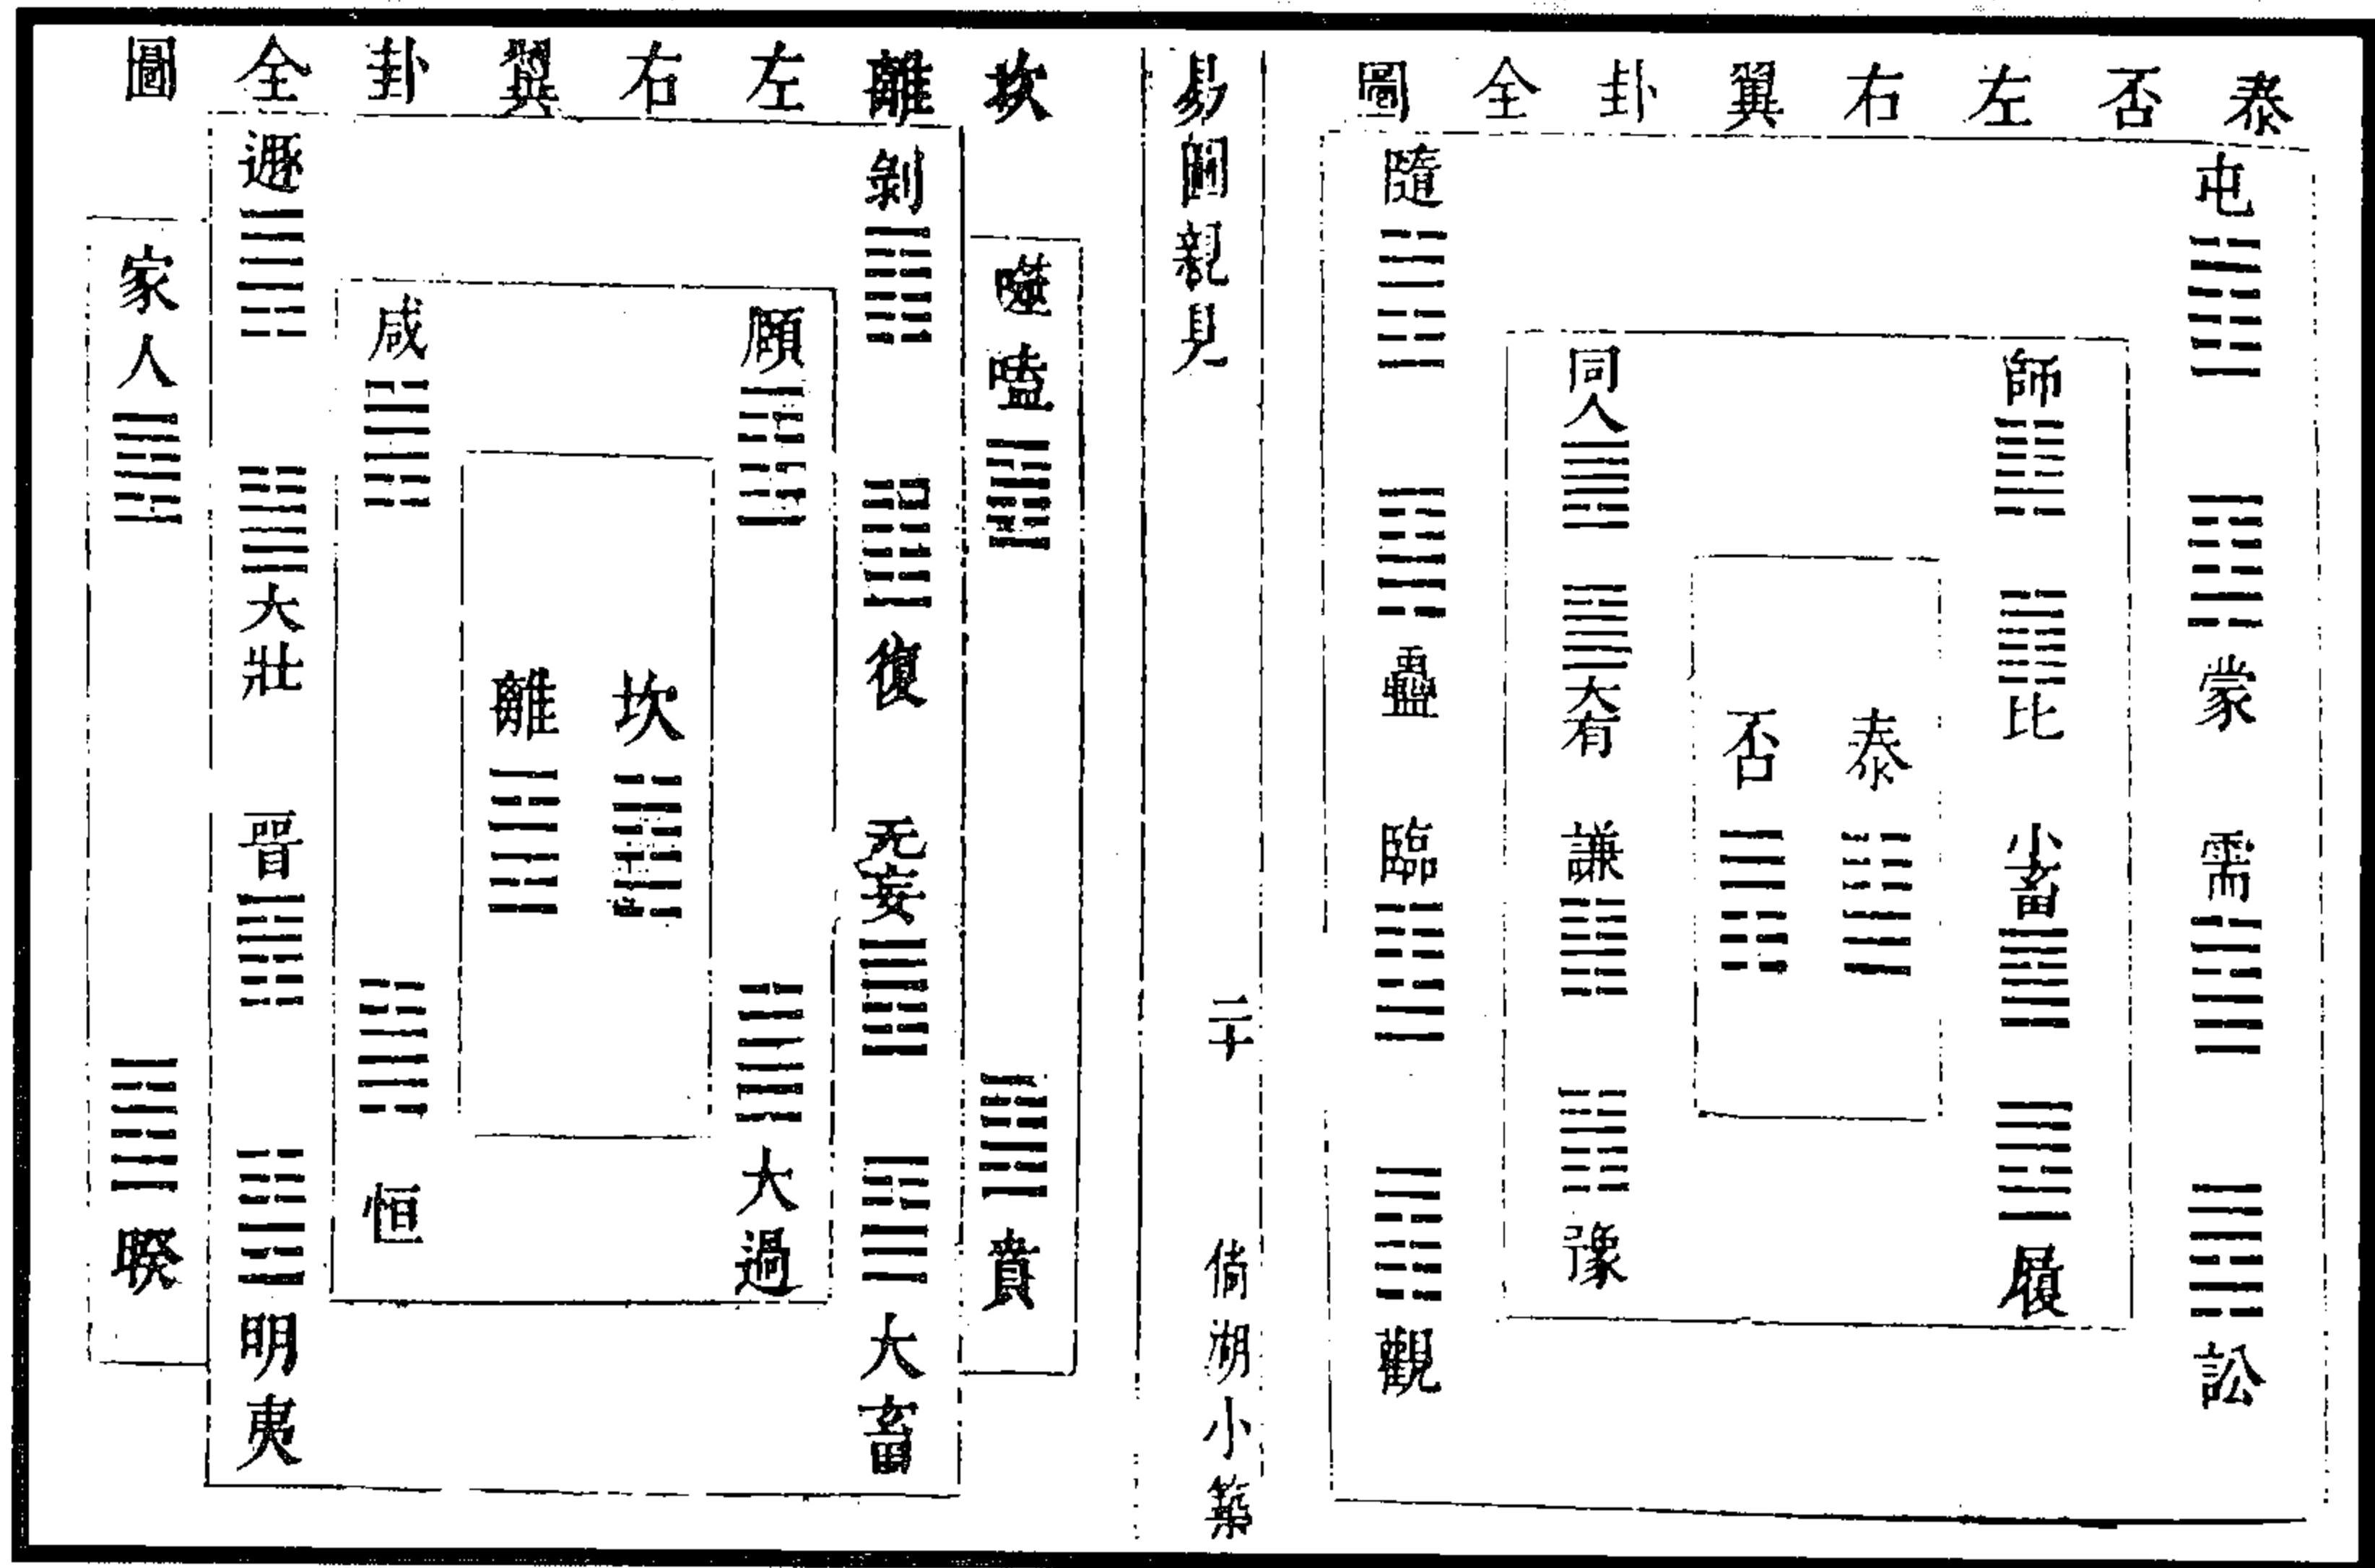 泰否左右翼卦全圖
屯
蒙
需
訟
師
比
小畜
履
泰
否
同人
大有
謙
豫
隨
蠱
臨
觀
易圖親見
二十
倘湖小築
坎離左右翼卦全圖
噬嗑
賁
剝
復
无妄
大畜
頤
大過
坎
離
咸
恒
遯
大壯
晉
明夷
家人
睽